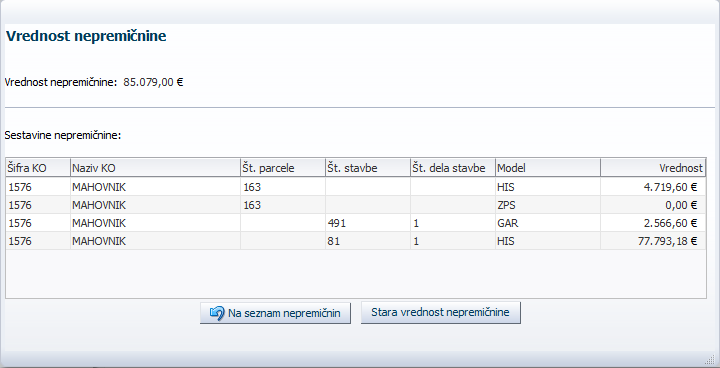 Vrednost nepremičnine
Vrednost nepremičnine: 85.079,00 €
Sestavine nepremičnine:
Šifra KO Naziv KO Št. parcele Št. stavbe Št. dela stavbe Model Vrednost
1576 MAHOVNIK 163 HIS 4.719,60 €
1576 MAHOVNIK 163 ZPS 0,00 €
1576 MAHOVNIK 491 1 GAR 2.566,60 €
1576 MAHOVNIK 81 1 HIS 77.793,18 €
Na seznam nepremičnin Stara vrednost nepremičnine